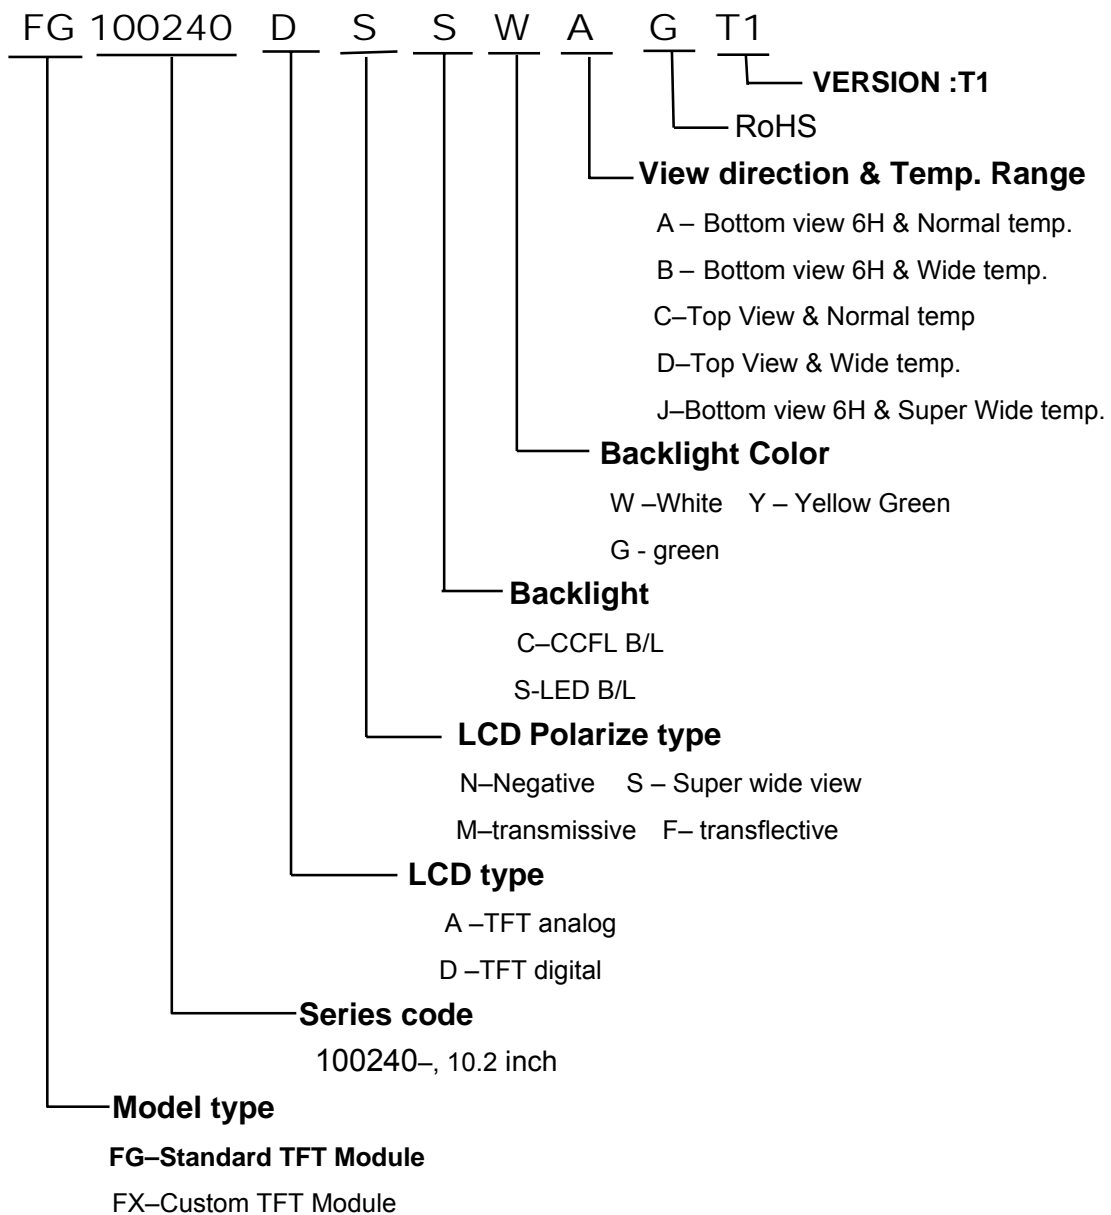 FG 100240 D S S W A G T1
VERSION :T1
RoHS
View direction & Temp. Range
A – Bottom view 6H & Normal temp.
B – Bottom view 6H & Wide temp.
C–Top View & Normal temp
D–Top View & Wide temp.
J–Bottom view 6H & Super Wide temp.
Backlight Color
W –White Y – Yellow Green
G - green
Backlight
C–CCFL B/L
S-LED B/L
LCD Polarize type
N–Negative S – Super wide view
M–transmissive F– transflective
LCD type
A –TFT analog
D –TFT digital
Series code
100240–, 10.2 inch
Model type
FG–Standard TFT Module
FX–Custom TFT Module